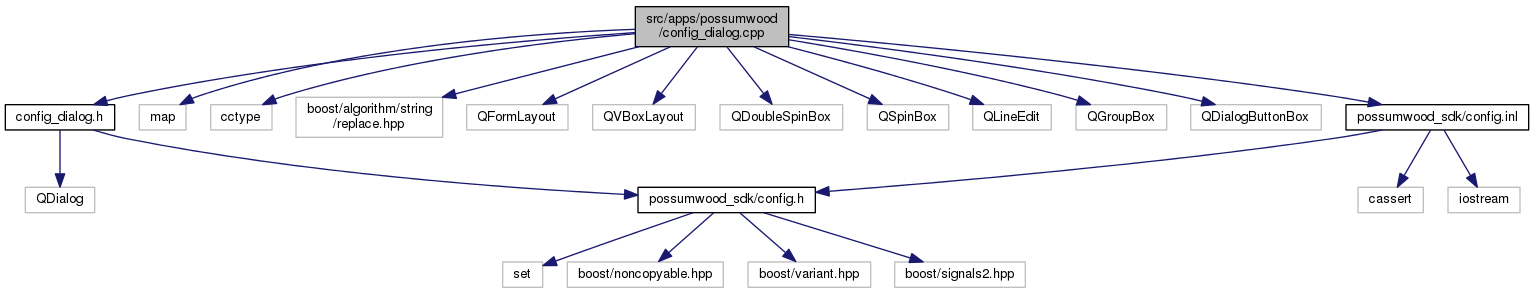 src/apps/possumwood
/config_dialog.cpp
config_dialog.h
map
cctype
boost/algorithm/string
/replace.hpp
QFormLayout
QVBoxLayout
QDoubleSpinBox
QSpinBox
QLineEdit
QGroupBox
QDialogButtonBox
possumwood_sdk/config.inl
QDialog
possumwood_sdk/config.h
cassert
iostream
set
boost/noncopyable.hpp
boost/variant.hpp
boost/signals2.hpp